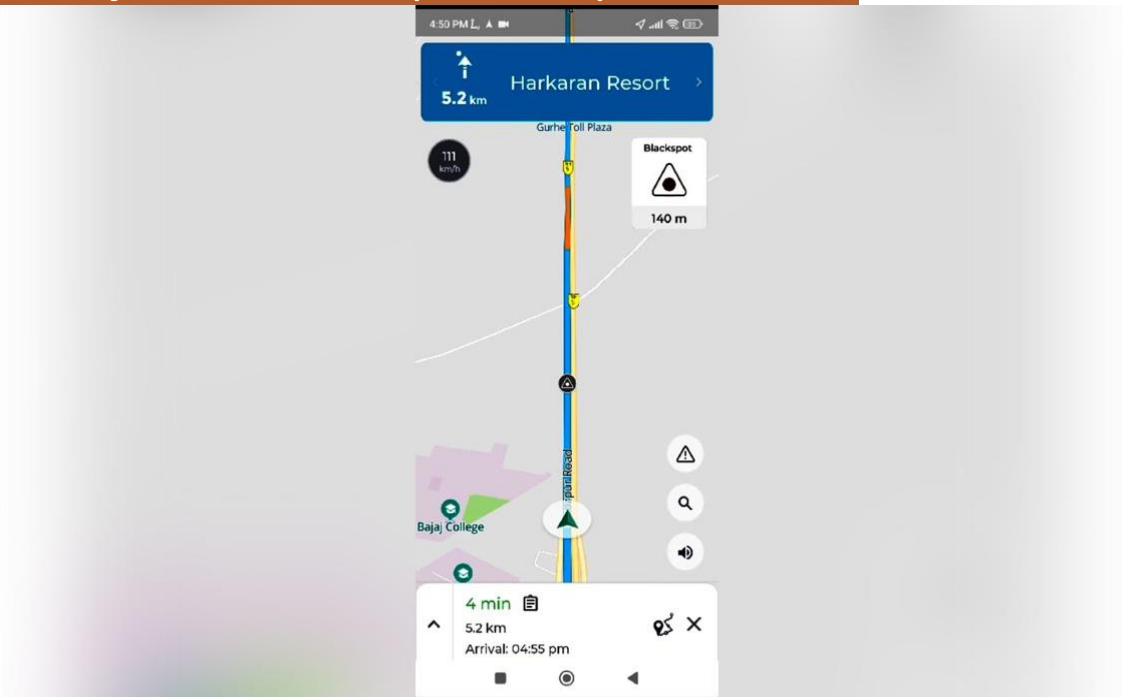 4:50 PM
Harkaran Resort
5.2 km
Gurhe Toll Plaza
111
km/h
Blackspot
140 m
Bajaj College
4 min
5.2 km
Arrival: 04:55 pm